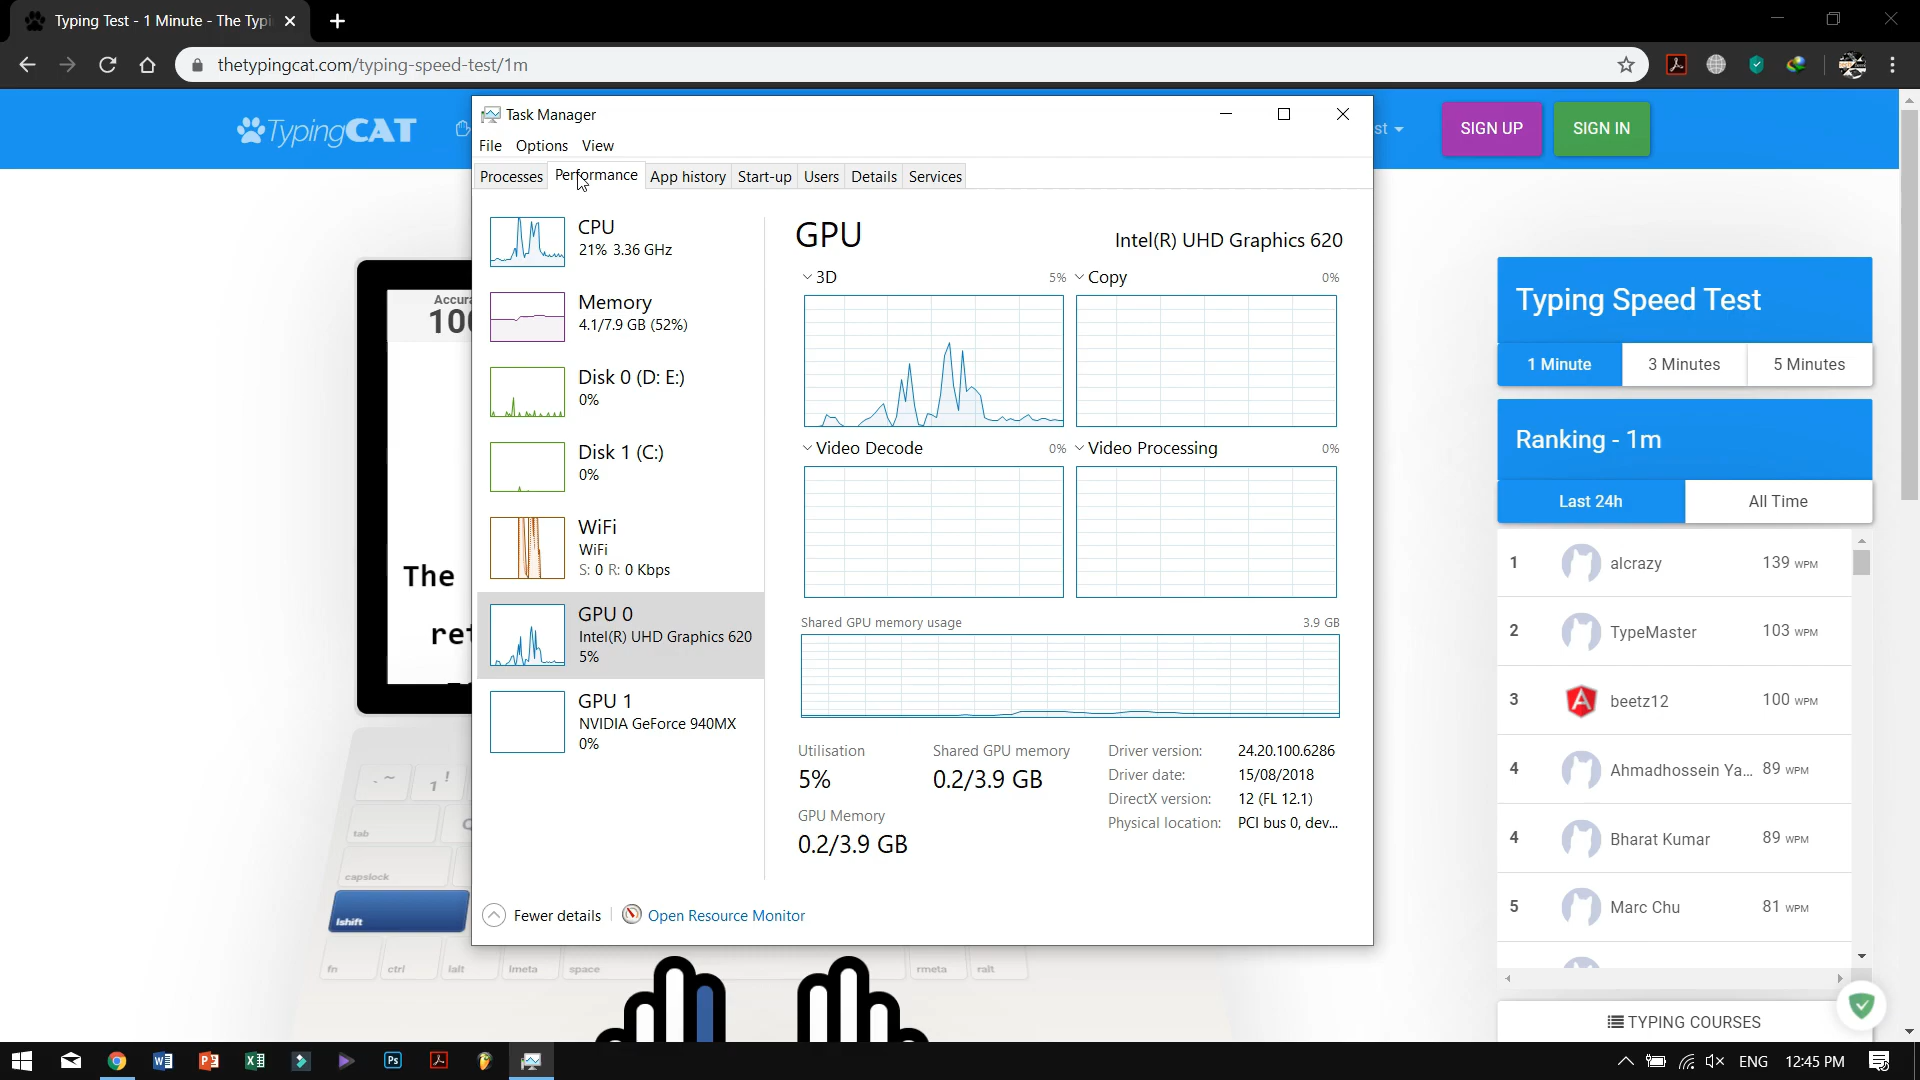 Typing Test - 1 Minute - The Typi
thetypingcat.com/typing-speed-test/1m
TypingCAT
st
SIGN UP
SIGN IN
Task Manager
File Options View
Processes Performance App history Start-up Users Details Services
CPU
21% 3.36 GHz
Memory
4.1/7.9 GB (52%)
Disk 0 (D: E:)
0%
Disk 1 (C:)
0%
WiFi
WiFi
S: 0 R: 0 Kbps
GPU 0
Intel(R) UHD Graphics 620
5%
GPU 1
NVIDIA GeForce 940MX
0%
GPU
Intel(R) UHD Graphics 620
3D 5%
Copy 0%
Video Decode 0%
Video Processing 0%
Shared GPU memory usage 3.9 GB
Utilisation
5%
Shared GPU memory
0.2/3.9 GB
GPU Memory
0.2/3.9 GB
Driver version: 24.20.100.6286
Driver date: 15/08/2018
DirectX version: 12 (FL 12.1)
Physical location: PCI bus 0, dev...
Fewer details
Open Resource Monitor
Accura
100
The
ret
tab
capslock
lshift
fn ctrl lalt lmeta space rmeta ralt
Typing Speed Test
1 Minute 3 Minutes 5 Minutes
Ranking - 1m
Last 24h All Time
1 alcrazy 139 WPM
2 TypeMaster 103 WPM
3 beetz12 100 WPM
4 Ahmadhossein Ya... 89 WPM
4 Bharat Kumar 89 WPM
5 Marc Chu 81 WPM
TYPING COURSES
ENG 12:45 PM